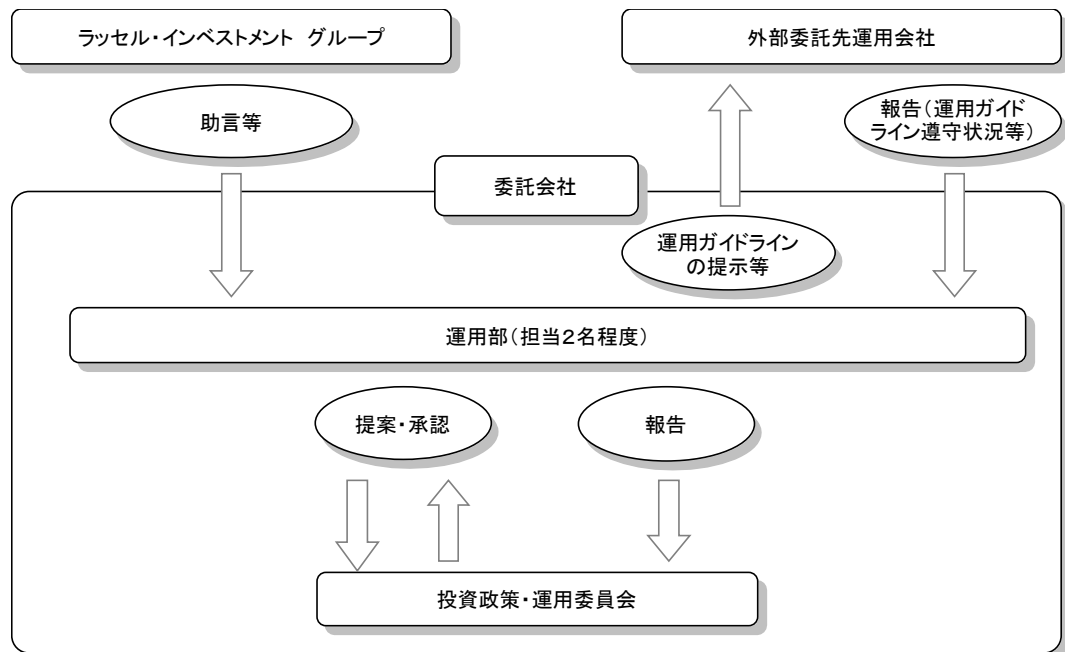 ラッセル・インベストメント グループ
外部委託先運用会社
助言等
報告(運用ガイド
ライン遵守状況等)
委託会社
運用ガイドライン
の提示等
運用部(担当2名程度)
提案・承認
報告
投資政策・運用委員会